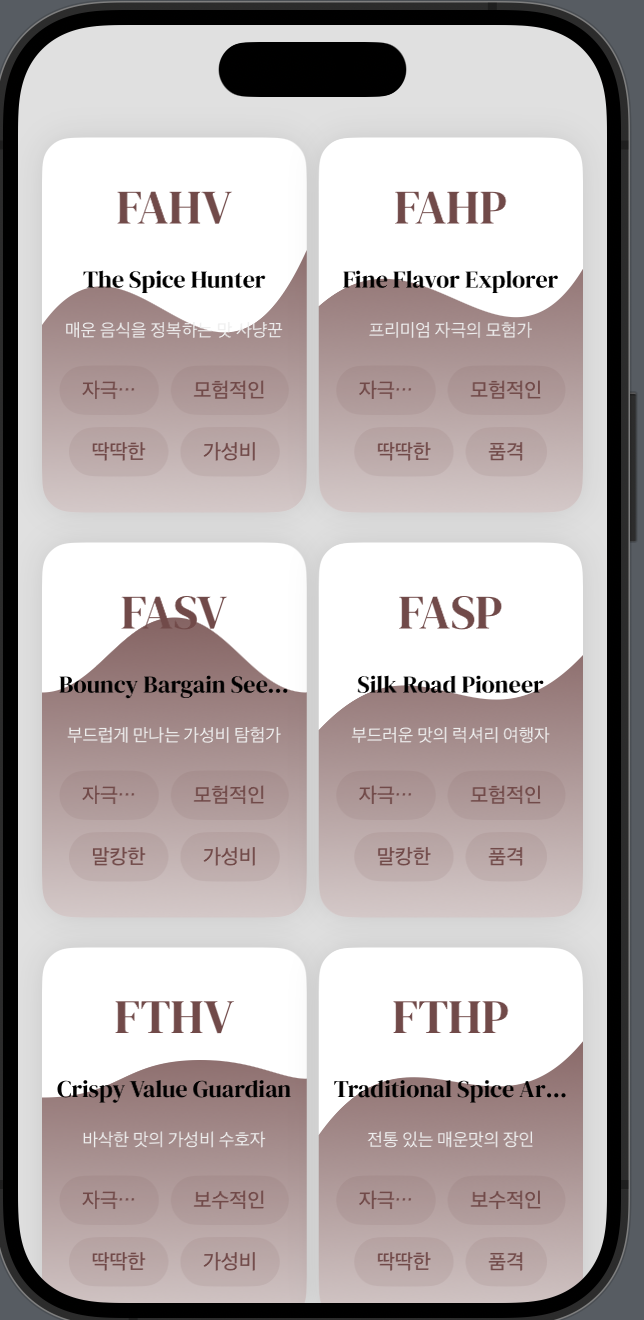 FAHV
The Spice Hunter
매운 음식을 정복하는 맛 사냥꾼
자극···
모험적인
딱딱한
가성비
FAHP
Fine Flavor Explorer
프리미엄 자극의 모험가
자극···
모험적인
딱딱한
품격
FASV
Bouncy Bargain See...
부드럽게 만나는 가성비 탐험가
자극···
모험적인
말캉한
가성비
FASP
Silk Road Pioneer
부드러운 맛의 럭셔리 여행자
자극···
모험적인
말캉한
품격
FTHV
Crispy Value Guardian
바삭한 맛의 가성비 수호자
자극···
보수적인
딱딱한
가성비
FTHP
Traditional Spice Ar...
전통 있는 매운맛의 장인
자극···
보수적인
딱딱한
품격